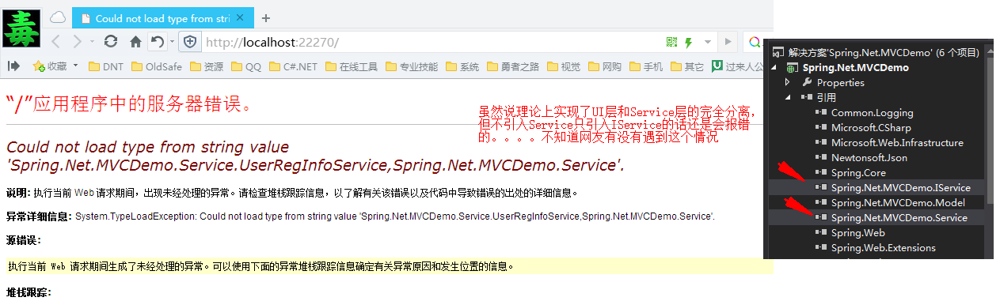 毒
Could not load type from stri
http://localhost:22270/
收藏
DNT
OldSafe
资源
QQ
C#.NET
在线工具
专业技能
系统
勇者之路
视觉
网购
手机
其它
过来人公
“/”应用程序中的服务器错误。
虽然说理论上实现了UI层和Service层的完全分离，
但不引入Service只引入IService的话还是会报错
的。。。。不知道网友有没有遇到这个情况
Could not load type from string value
'Spring.Net.MVCDemo.Service.UserRegInfoService,Spring.Net.MVCDemo.Service'.
说明: 执行当前 Web 请求期间，出现未经处理的异常。请检查堆栈跟踪信息，以了解有关该错误以及代码中导致错误的出处的详细信息。
异常详细信息: System.TypeLoadException: Could not load type from string value 'Spring.Net.MVCDemo.Service.UserRegInfoService,Spring.Net.MVCDemo.Service'.
源错误:
执行当前 Web 请求期间生成了未经处理的异常。可以使用下面的异常堆栈跟踪信息确定有关异常原因和发生位置的信息。
堆栈跟踪:
解决方案'Spring.Net.MVCDemo' (6 个项目)
Spring.Net.MVCDemo
Properties
引用
Common.Logging
Microsoft.CSharp
Microsoft.Web.Infrastructure
Newtonsoft.Json
Spring.Core
Spring.Net.MVCDemo.IService
Spring.Net.MVCDemo.Model
Spring.Net.MVCDemo.Service
Spring.Web
Spring.Web.Extensions